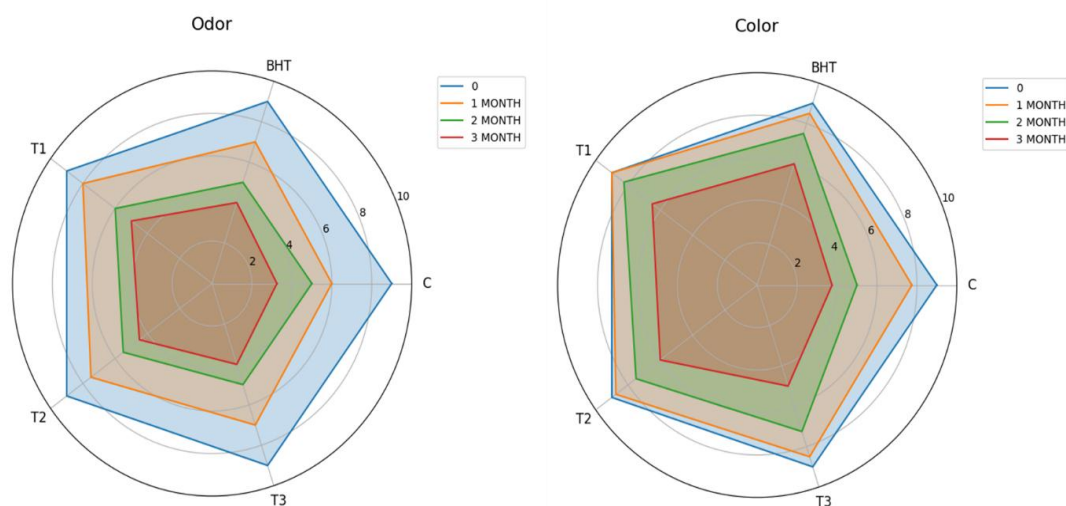 Odor
BHT
T1
T2
T3
C
2
4
6
8
10
0
1 MONTH
2 MONTH
3 MONTH
Color
BHT
T1
T2
T3
C
2
4
6
8
10
0
1 MONTH
2 MONTH
3 MONTH